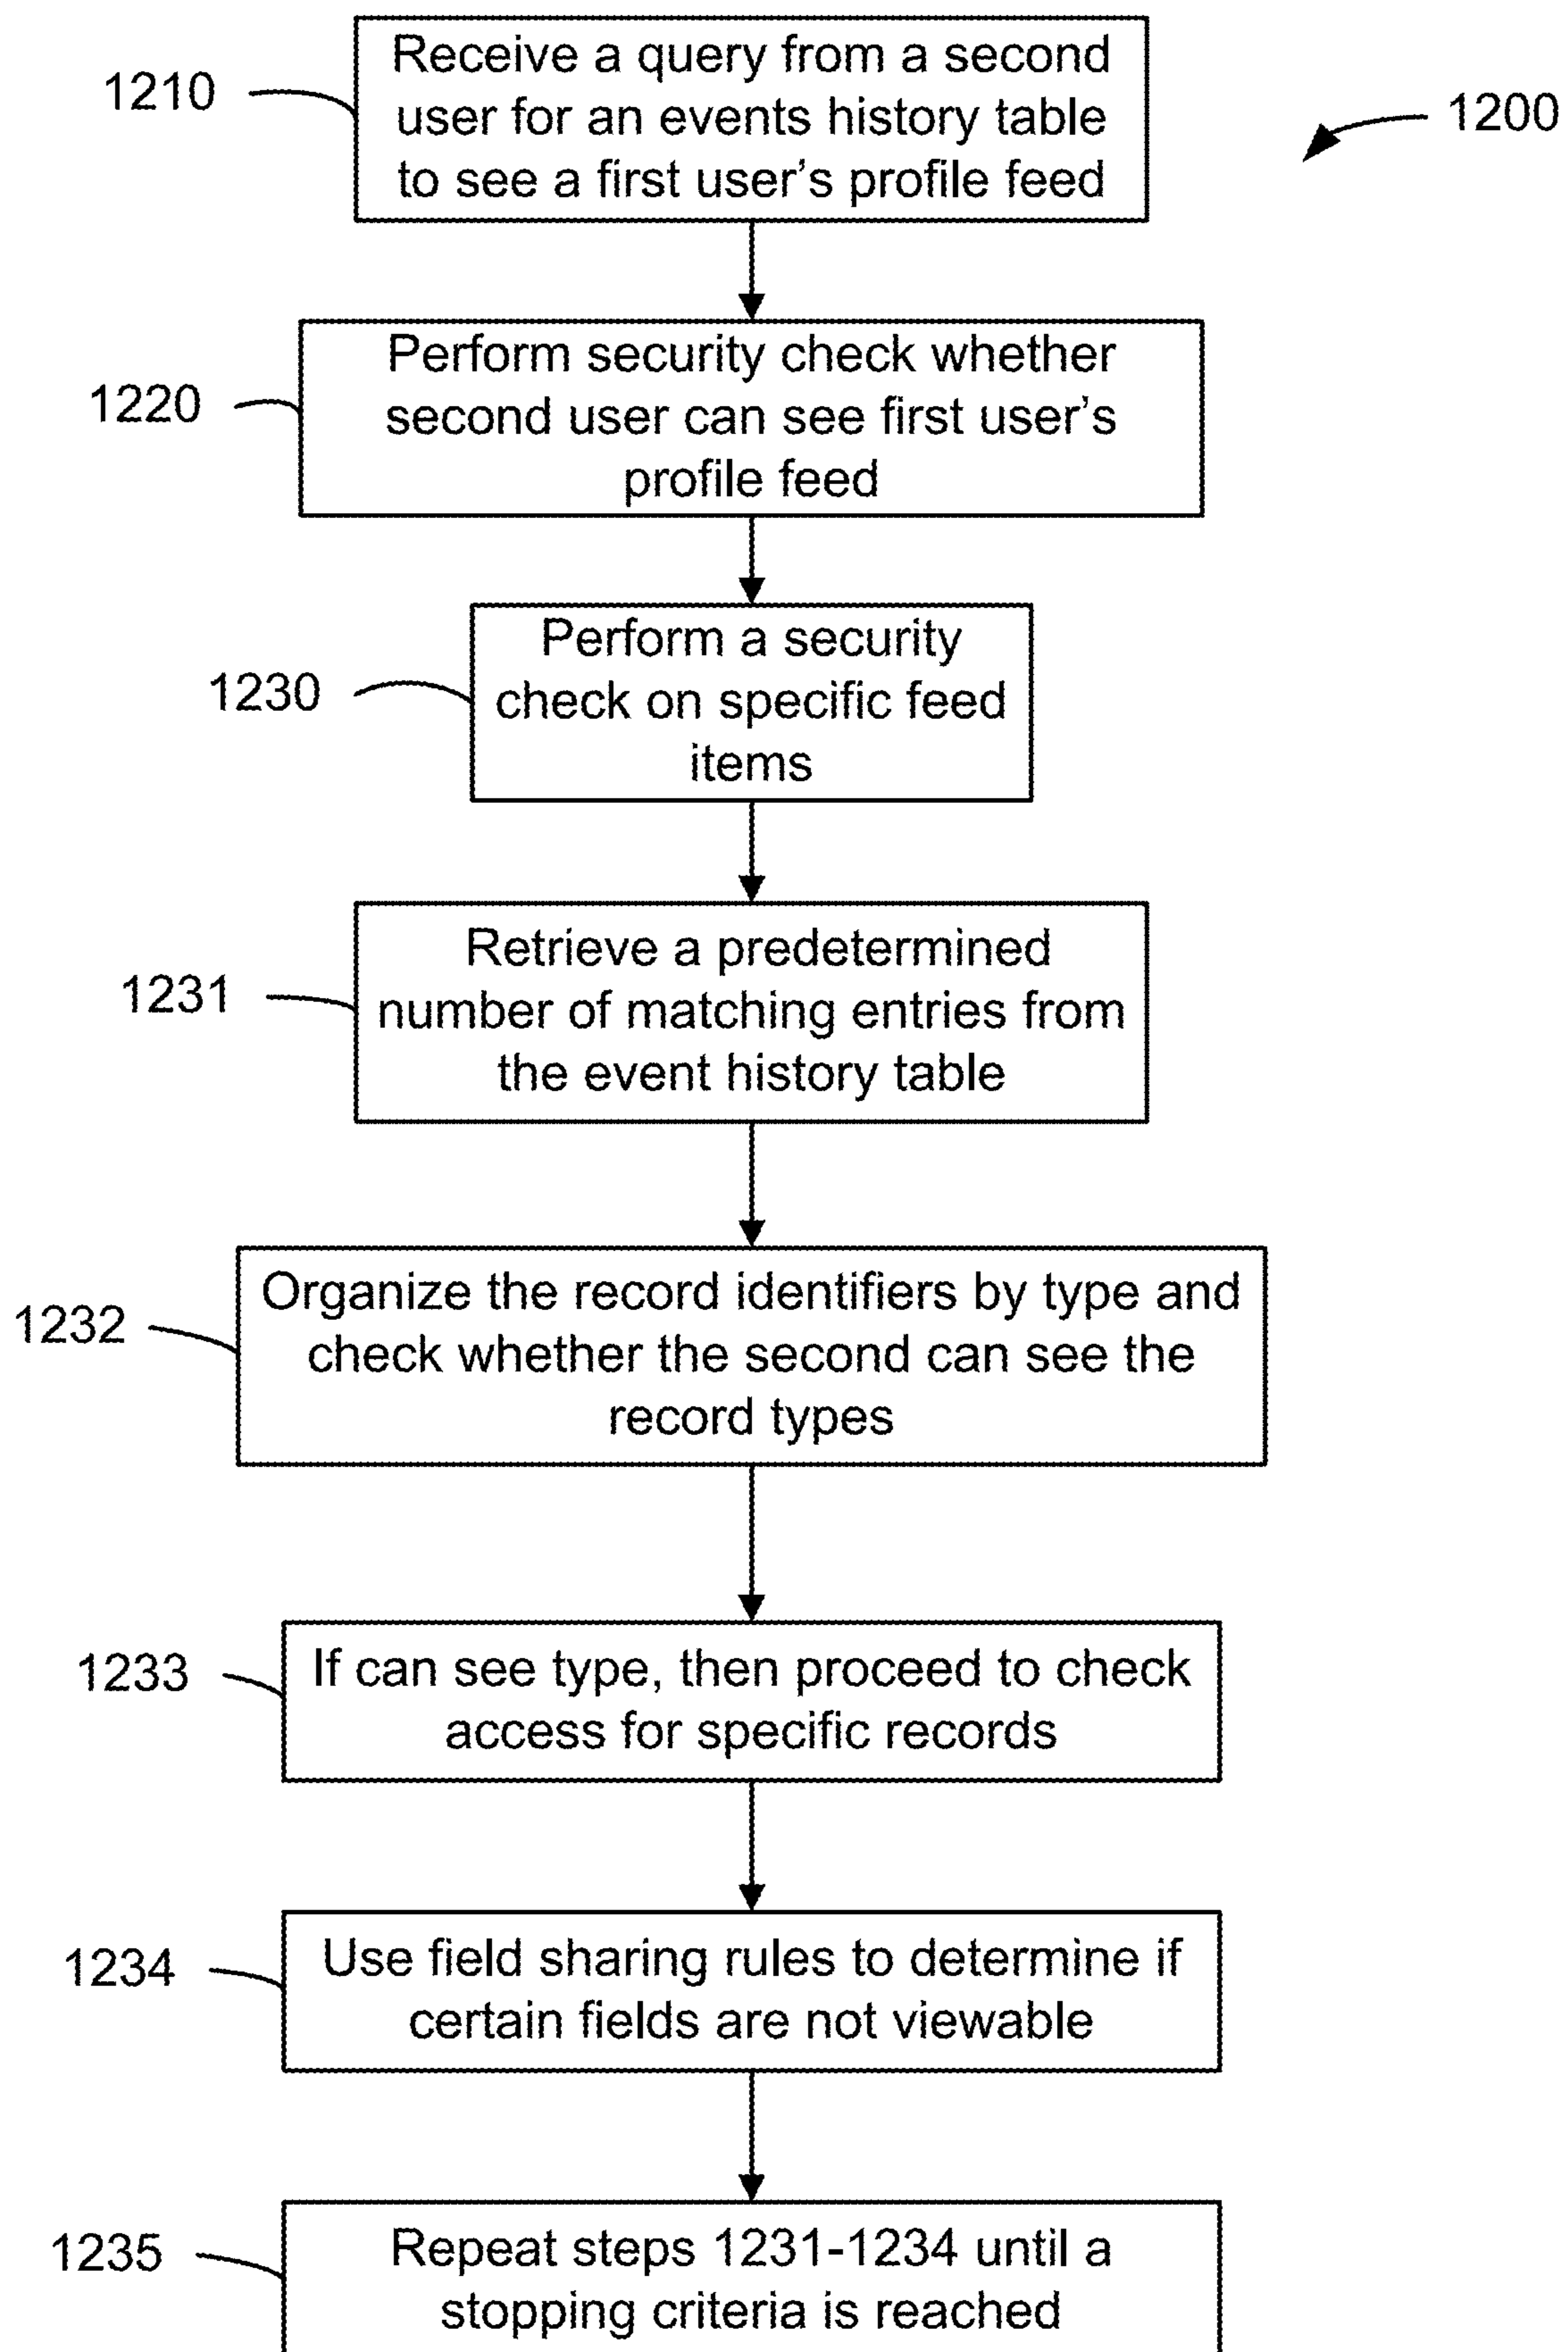 Receive a query from a second
user for an events history table
to see a first user's profile feed
1210
1200
Perform security check whether
second user can see first user's
profile feed
1220
Perform a security
check on specific feed
items
1230
Retrieve a predetermined
number of matching entries from
the event history table
1231
Organize the record identifiers by type and
check whether the second can see the
record types
1232
If can see type, then proceed to check
access for specific records
1233
Use field sharing rules to determine if
certain fields are not viewable
1234
Repeat steps 1231-1234 until a
stopping criteria is reached
1235